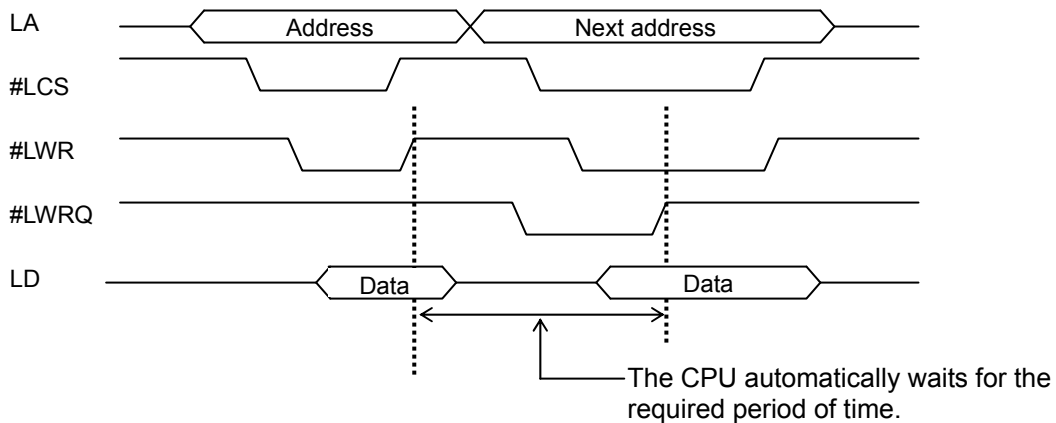 LA
Address
Next address
#LCS
#LWR
#LWRQ
LD
Data
Data
The CPU automatically waits for the
required period of time.